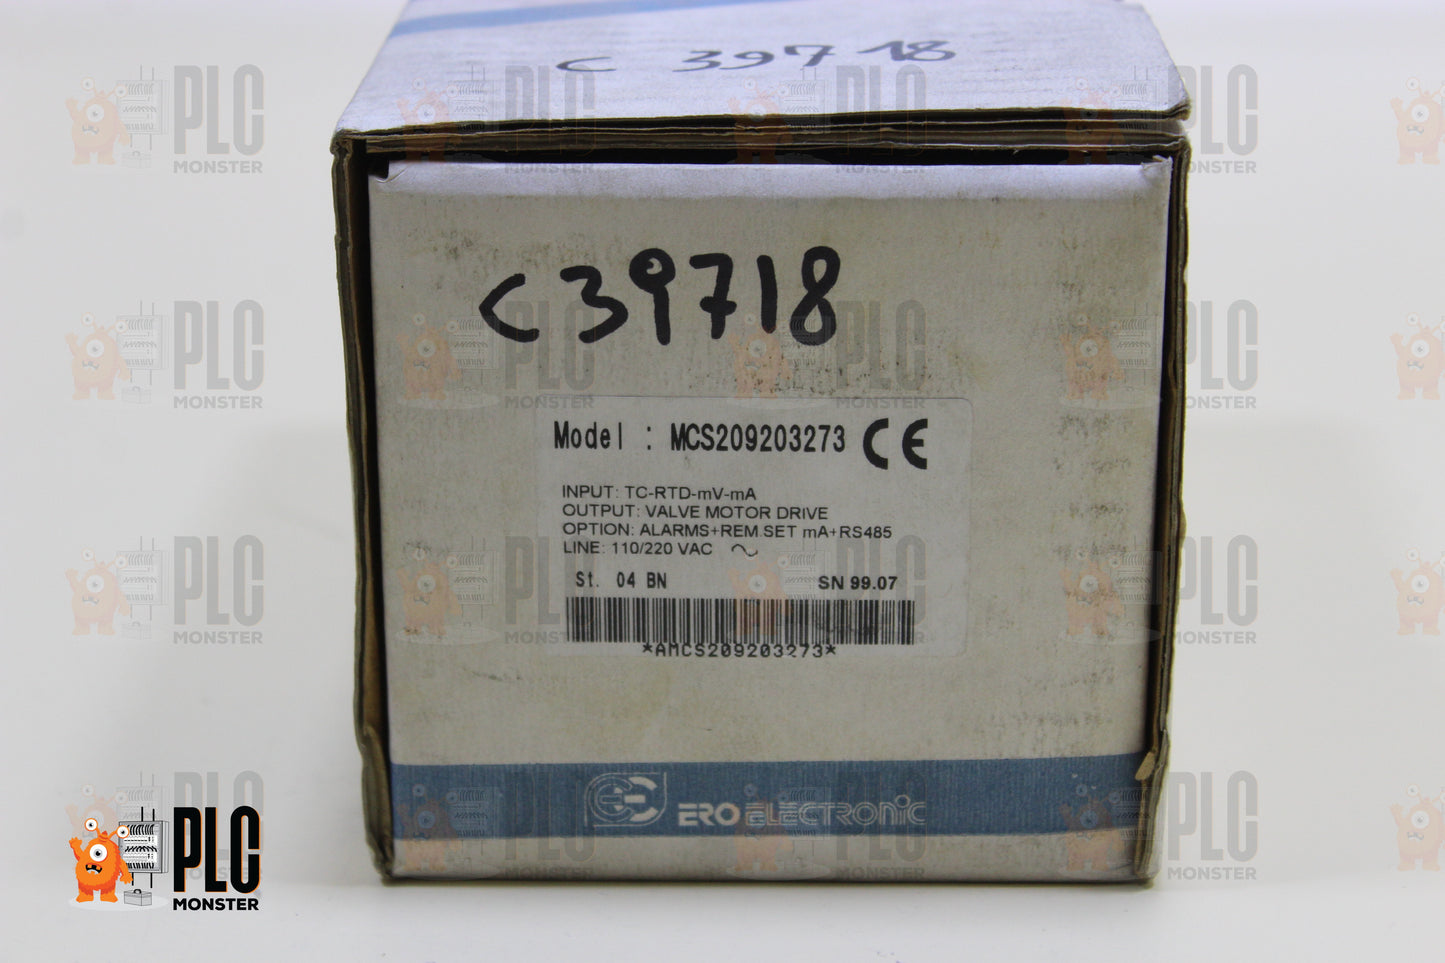 C 39718
C39718
Model : MCS209203273 CE
INPUT: TC-RTD-mV-mA
OUTPUT: VALVE MOTOR DRIVE
OPTION: ALARMS+REM.SET mA+RS485
LINE: 110/220 VAC ~
St. 04 BN SN 99.07
*AMCS209203273*
ERO ELECTRONIC
PLC
MONSTER